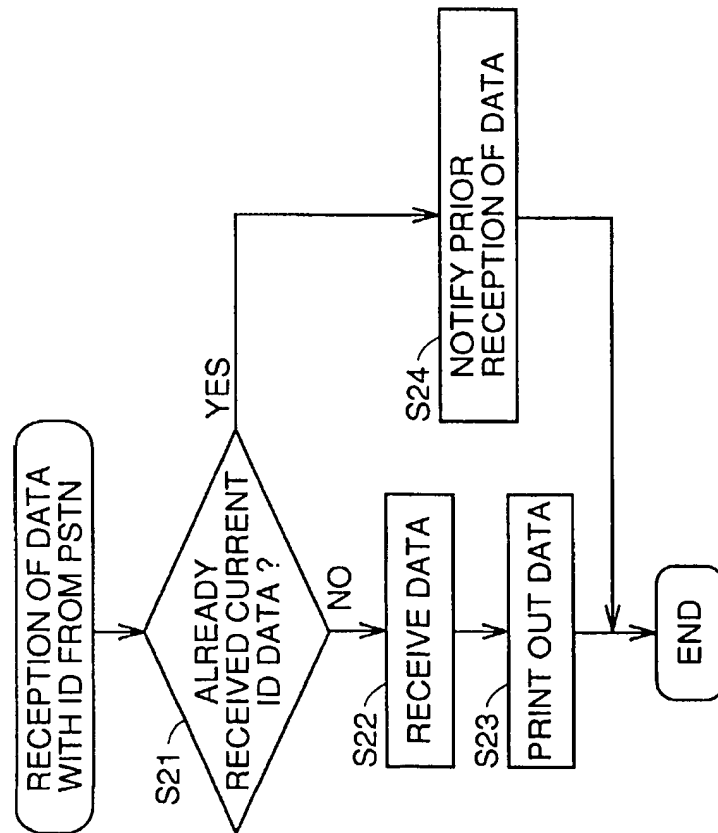 RECEPTION OF DATA
WITH ID FROM PSTN
S21
ALREADY
RECEIVED CURRENT
ID DATA ?
YES
NO
S22
RECEIVE DATA
S23
PRINT OUT DATA
S24
NOTIFY PRIOR
RECEPTION OF DATA
END